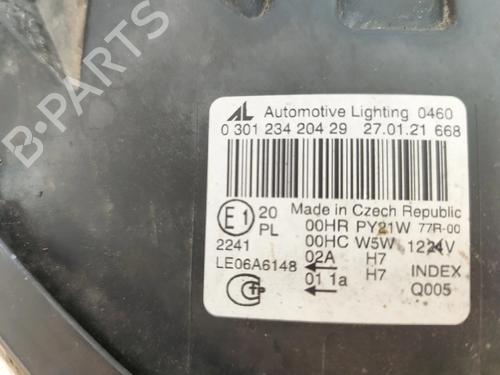 AL Automotive Lighting 0460
0 301 234 204 29 27.01.21 668
Made in Czech Republic
E1 20 00HR PY21W 77R-00
PL 00HC W5W 1224V
2241 02A H7
LE06A6148 01 1a H7 INDEX
Q005
B-PARTS